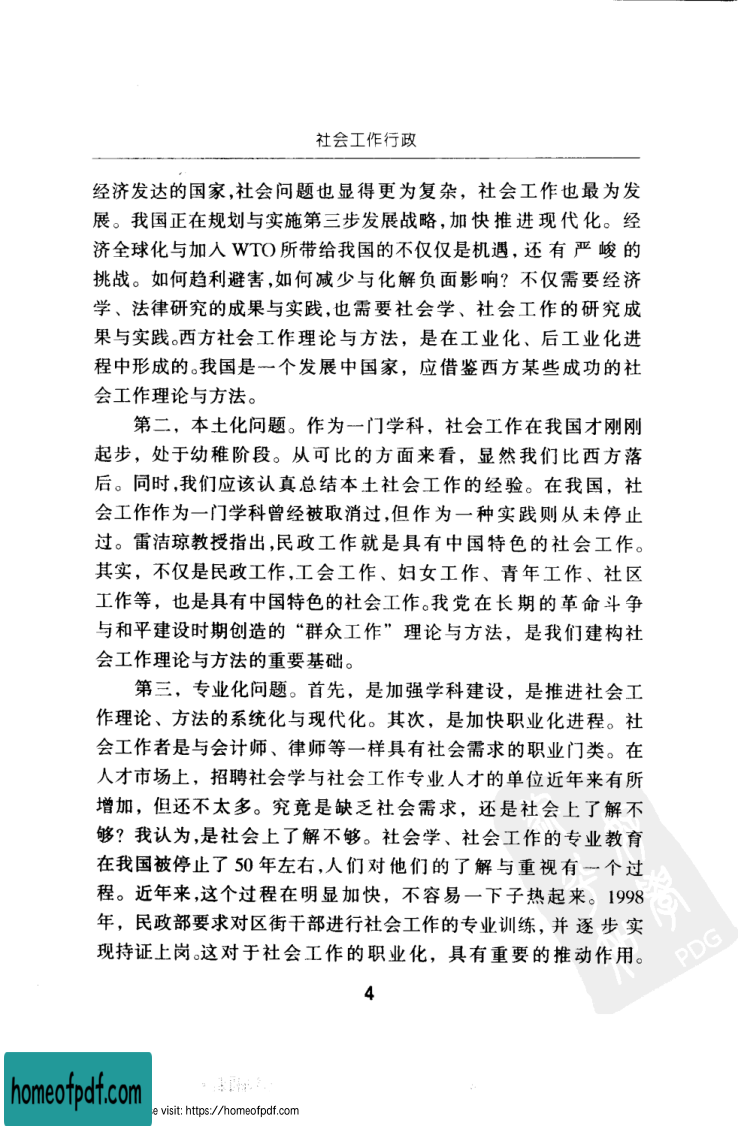 社会工作行政
经济发达的国家,社会问题也显得更为复杂，社会工作也最为发
展。我国正在规划与实施第三步发展战略,加快推进现代化。经
济全球化与加入 WTO 所带给我国的不仅仅是机遇,还有严峻的
挑战。如何趋利避害,如何减少与化解负面影响？不仅需要经济
学、法律研究的成果与实践,也需要社会学、社会工作的研究成
果与实践。西方社会工作理论与方法，是在工业化、后工业化进
程中形成的。我国是一个发展中国家，应借鉴西方某些成功的社
会工作理论与方法。
第二，本土化问题。作为一门学科，社会工作在我国才刚刚
起步，处于幼稚阶段。从可比的方面来看，显然我们比西方落
后。同时,我们应该认真总结本土社会工作的经验。在我国，社
会工作作为一门学科曾经被取消过,但作为一种实践则从未停止
过。雷洁琼教授指出,民政工作就是具有中国特色的社会工作。
其实，不仅是民政工作,工会工作、妇女工作、青年工作、社区
工作等，也是具有中国特色的社会工作。我党在长期的革命斗争
与和平建设时期创造的“群众工作”理论与方法，是我们建构社
会工作理论与方法的重要基础。
第三，专业化问题。首先，是加强学科建设，是推进社会工
作理论、方法的系统化与现代化。其次，是加快职业化进程。社
会工作者是与会计师、律师等一样具有社会需求的职业门类。在
人才市场上，招聘社会学与社会工作专业人才的单位近年来有所
增加，但还不太多。究竟是缺乏社会需求，还是社会上了解不
够？我认为,是社会上了解不够。社会学、社会工作的专业教育
在我国被停止了 50 年左右,人们对他们的了解与重视有一个过
程。近年来,这个过程在明显加快，不容易一下子热起来。1998
年，民政部要求对区街干部进行社会工作的专业训练,并逐步实
现持证上岗。这对于社会工作的职业化，具有重要的推动作用。
PDG
4
homeofpdf.com
e visit: https://homeofpdf.com